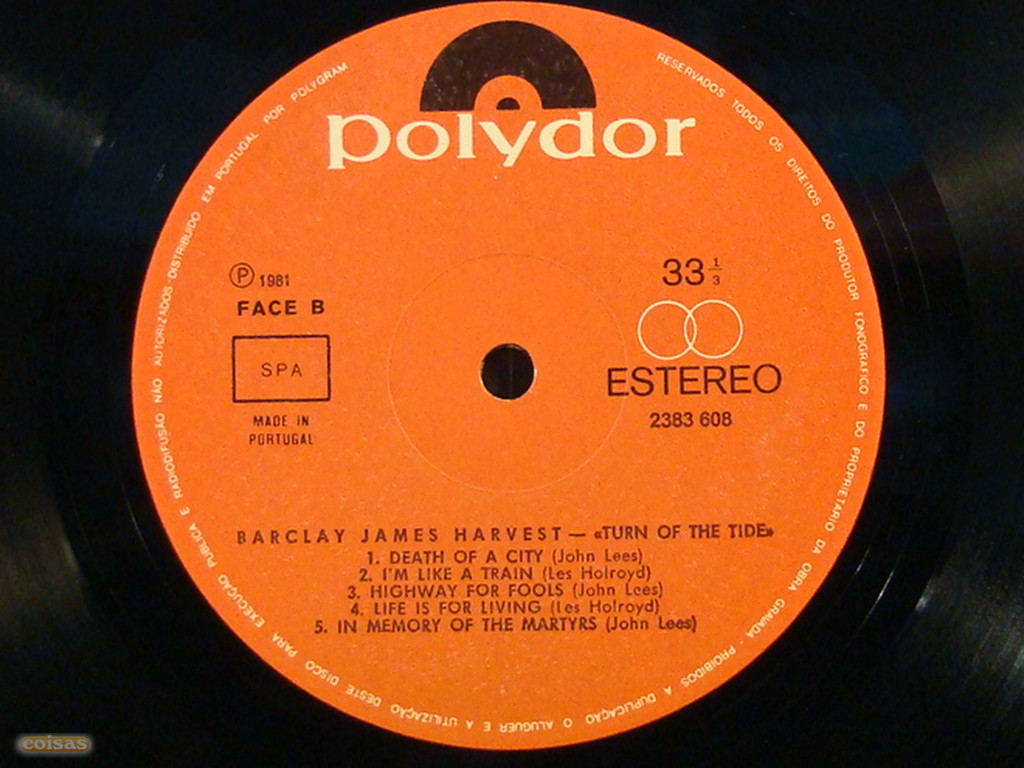 polydor
RESERVADOS TODOS OS DIREITOS DO PRODUTOR FONOGRAFICO E DO PROPRIETARIO DA OBRA GRAVADA - PROIBIDOS A DUPLICAÇÃO O ALUGUER E A UTILIZAÇÃO DESTE DISCO PARA EXECUÇÃO PUBLICA E RADIODIFUSÃO NÃO AUTORIZADOS - DISTRIBUIDO EM PORTUGAL POR POLYGRAM
Ⓟ 1981
FACE B
SPA
MADE IN
PORTUGAL
33 1/3
ESTEREO
2383 608
BARCLAY JAMES HARVEST — «TURN OF THE TIDE»
1. DEATH OF A CITY (John Lees)
2. I'M LIKE A TRAIN (Les Holroyd)
3. HIGHWAY FOR FOOLS (John Lees)
4. LIFE IS FOR LIVING (Les Holroyd)
5. IN MEMORY OF THE MARTYRS (John Lees)
coisas